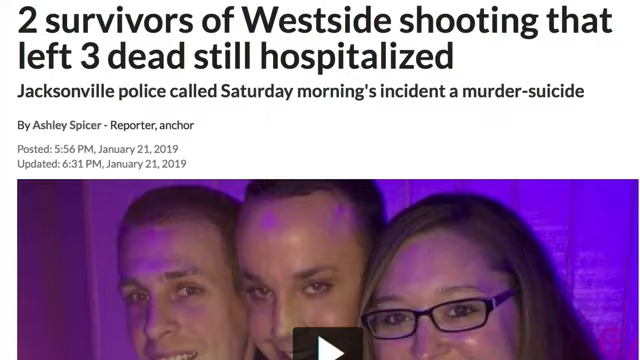 2 survivors of Westside shooting that
left 3 dead still hospitalized
Jacksonville police called Saturday morning's incident a murder-suicide
By Ashley Spicer - Reporter, anchor
Posted: 5:56 PM, January 21, 2019
Updated: 6:31 PM, January 21, 2019